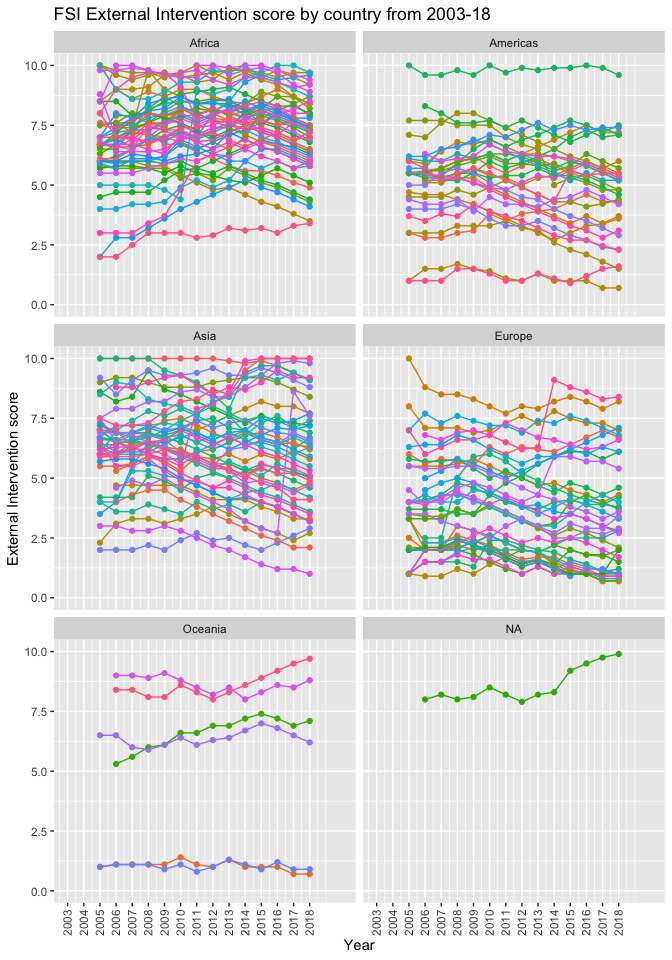 FSI External Intervention score by country from 2003-18
Africa
Americas
10.0
7.5
5.0
2.5
0.0
Asia
Europe
10.0
7.5
5.0
2.5
0.0
Oceania
NA
10.0
7.5
5.0
2.5
0.0
External Intervention score
2003 2004 2005 2006 2007 2008 2009 2010 2011 2012 2013 2014 2015 2016 2017 2018
2003 2004 2005 2006 2007 2008 2009 2010 2011 2012 2013 2014 2015 2016 2017 2018
Year